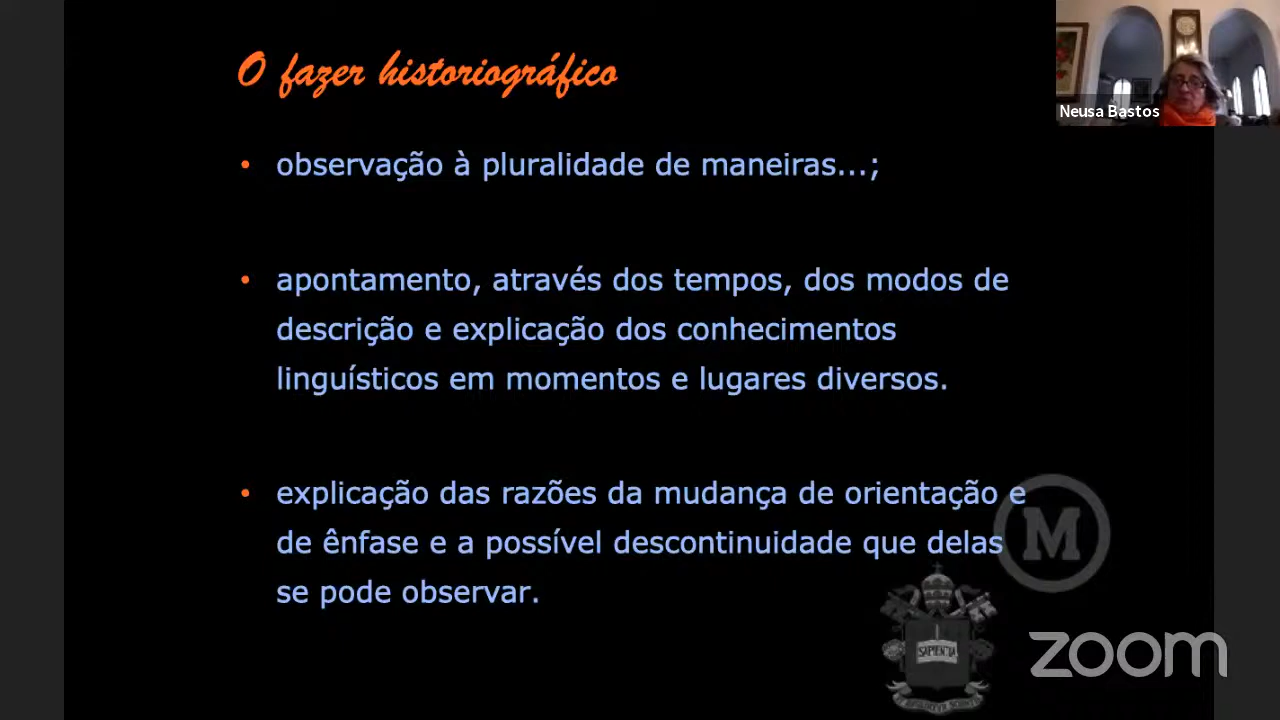 O fazer historiográfico
Neusa Bastos
• observação à pluralidade de maneiras...;
• apontamento, através dos tempos, dos modos de
descrição e explicação dos conhecimentos
linguísticos em momentos e lugares diversos.
• explicação das razões da mudança de orientação e
de ênfase e a possível descontinuidade que delas
se pode observar.
M
SAPIENTIA
zoom